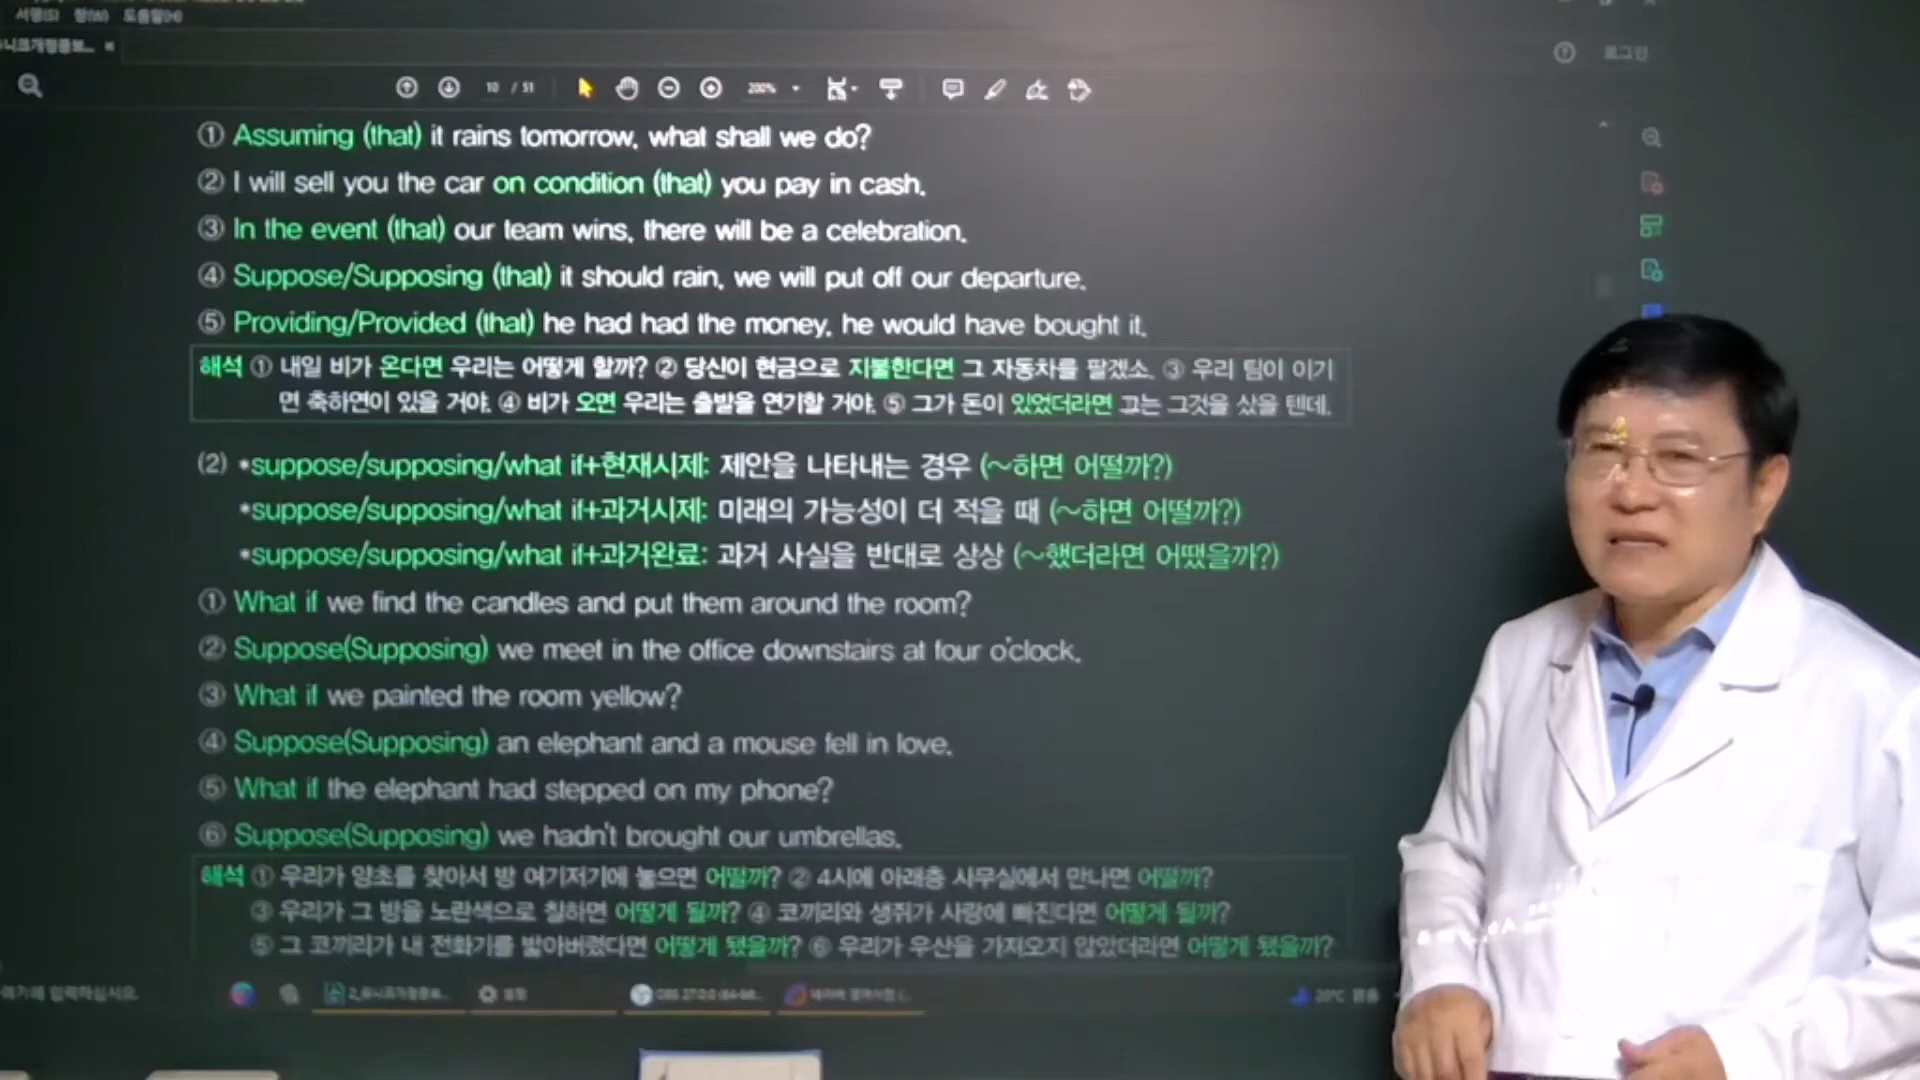 서명(S) 창(W) 도움말(H)
로그인
10 / 51
200%
① Assuming (that) it rains tomorrow, what shall we do?
② I will sell you the car on condition (that) you pay in cash.
③ In the event (that) our team wins, there will be a celebration.
④ Suppose/Supposing (that) it should rain, we will put off our departure.
⑤ Providing/Provided (that) he had had the money, he would have bought it.
해석 ① 내일 비가 온다면 우리는 어떻게 할까? ② 당신이 현금으로 지불한다면 그 자동차를 팔겠소. ③ 우리 팀이 이기
면 축하연이 있을 거야. ④ 비가 오면 우리는 출발을 연기할 거야. ⑤ 그가 돈이 있었더라면 그는 그것을 샀을 텐데.
(2) *suppose/supposing/what if+현재시제: 제안을 나타내는 경우 (~하면 어떨까?)
*suppose/supposing/what if+과거시제: 미래의 가능성이 더 적을 때 (~하면 어떨까?)
*suppose/supposing/what if+과거완료: 과거 사실을 반대로 상상 (~했더라면 어땠을까?)
① What if we find the candles and put them around the room?
② Suppose(Supposing) we meet in the office downstairs at four o'clock.
③ What if we painted the room yellow?
④ Suppose(Supposing) an elephant and a mouse fell in love.
⑤ What if the elephant had stepped on my phone?
⑥ Suppose(Supposing) we hadn't brought our umbrellas.
해석 ① 우리가 양초를 찾아서 방 여기저기에 놓으면 어떨까? ② 4시에 아래층 사무실에서 만나면 어떨까?
③ 우리가 그 방을 노란색으로 칠하면 어떻게 될까? ④ 코끼리와 생쥐가 사랑에 빠진다면 어떻게 될까?
⑤ 그 코끼리가 내 전화기를 밟아버렸다면 어떻게 됐을까? ⑥ 우리가 우산을 가져오지 않았더라면 어떻게 됐을까?
20°C